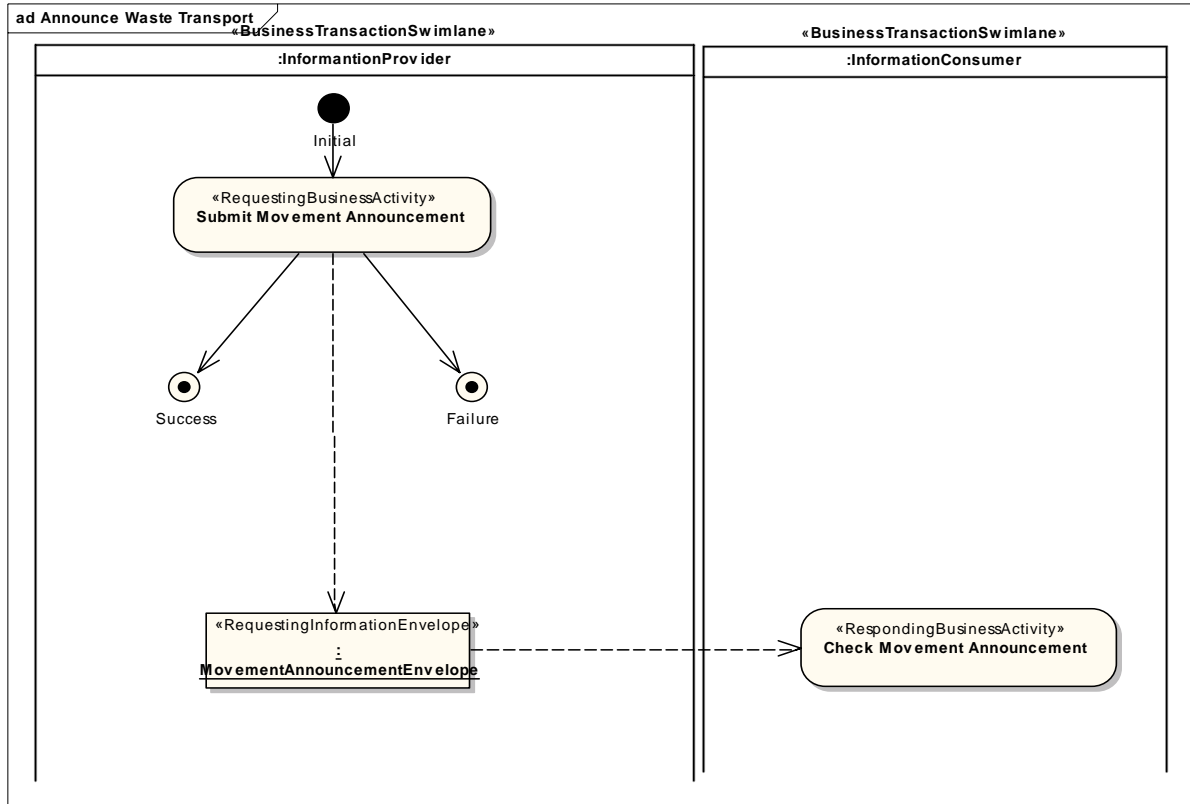 ad Announce Waste Transport
«BusinessTransactionSwimlane»
«BusinessTransactionSwimlane»
:InformantionProvider
:InformationConsumer
Initial
«RequestingBusinessActivity»
Submit Movement Announcement
Success
Failure
«RequestingInformationEnvelope»
:
MovementAnnouncementEnvelope
«RespondingBusinessActivity»
Check Movement Announcement